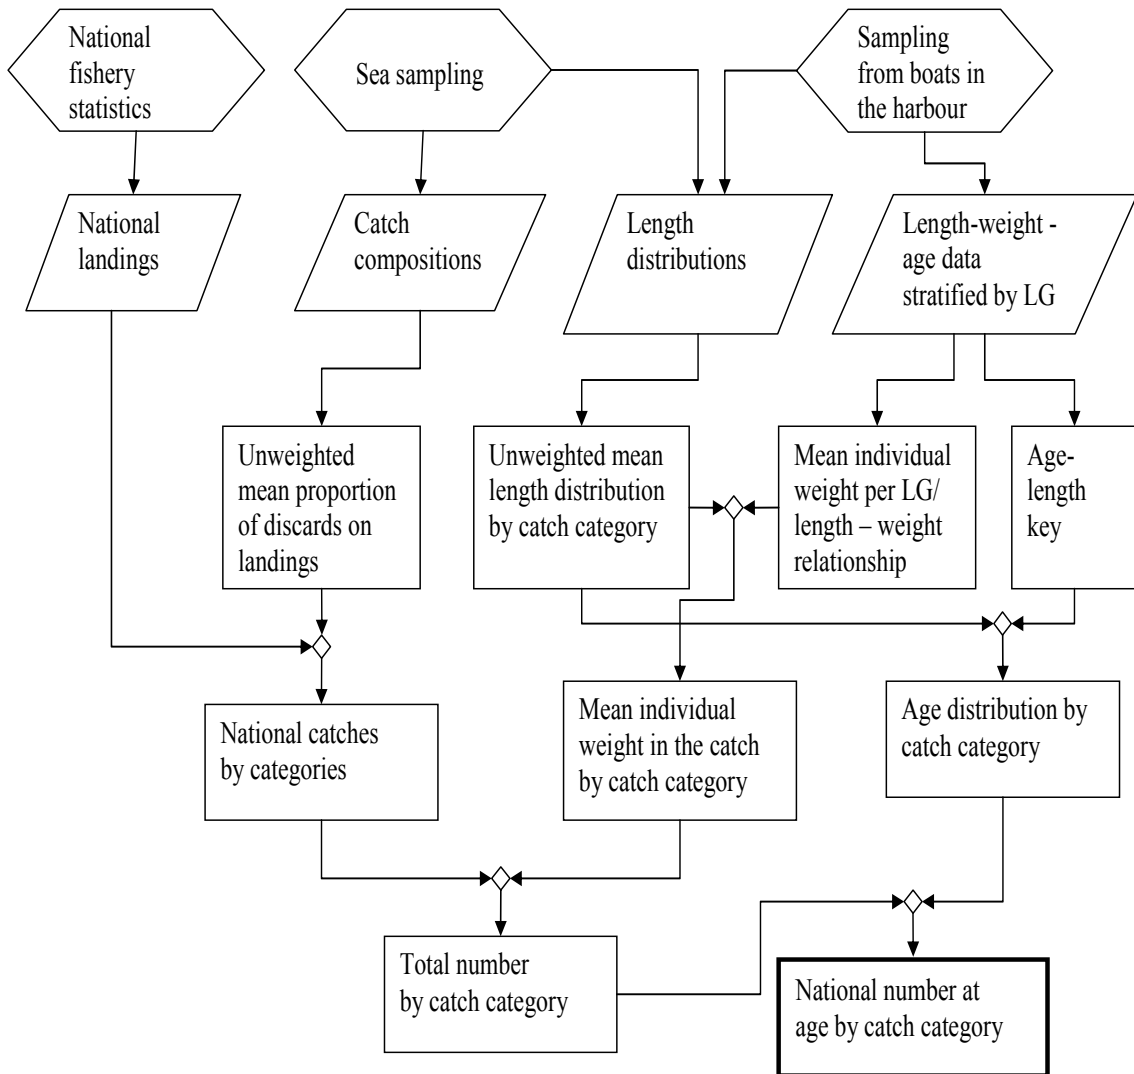 National
fishery
statistics
Sea sampling
Sampling
from boats in
the harbour
National
landings
Catch
compositions
Length
distributions
Length-weight -
age data
stratified by LG
Unweighted
mean proportion
of discards on
landings
Unweighted mean
length distribution
by catch category
Mean individual
weight per LG/
length – weight
relationship
Age-
length
key
National catches
by categories
Mean individual
weight in the catch
by catch category
Age distribution by
catch category
Total number
by catch category
National number at
age by catch category